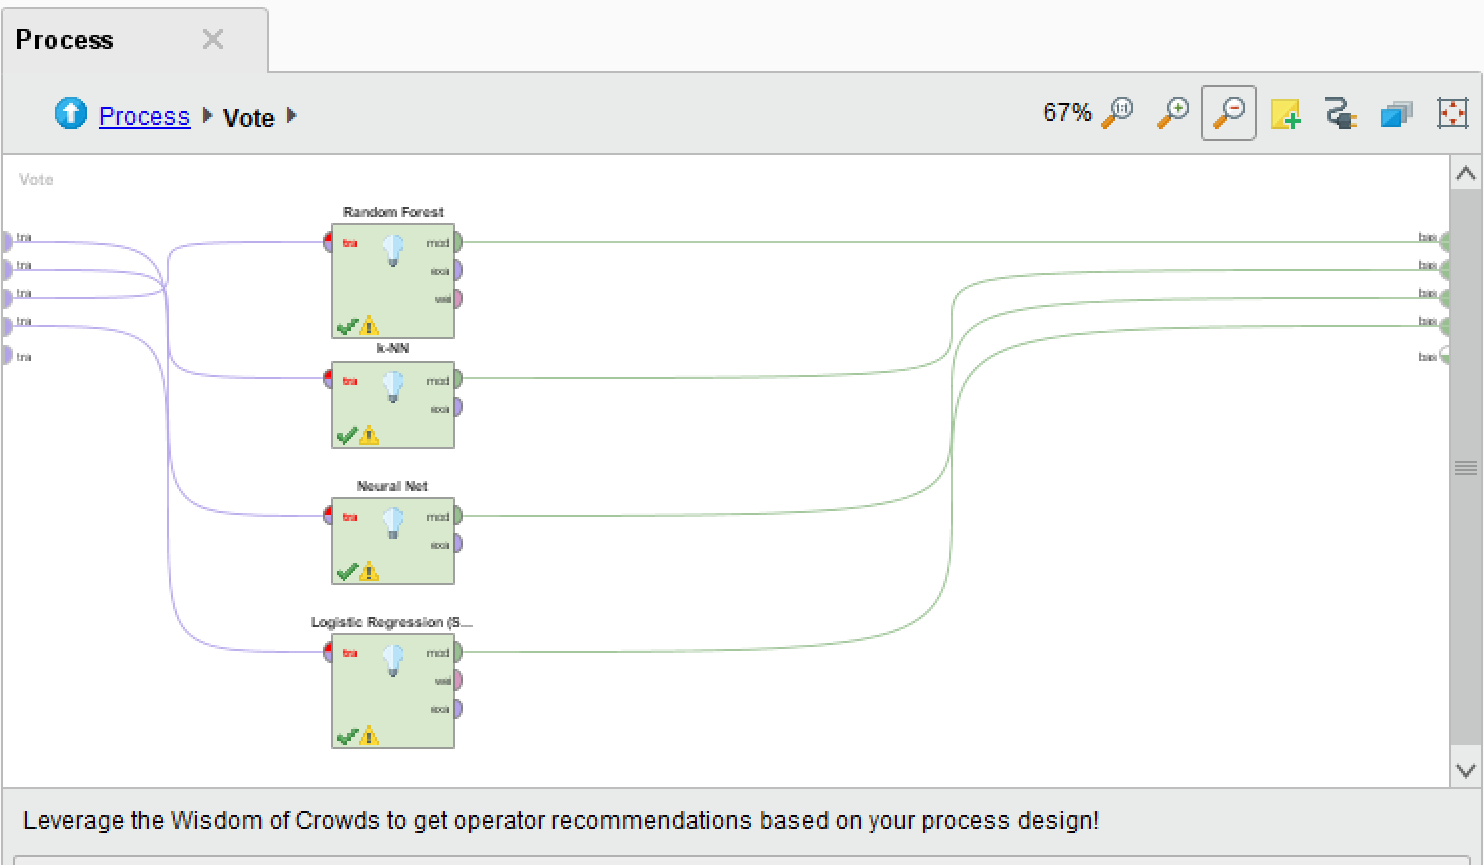 Process
Process Vote
67%
1:1
Vote
tra
tra
tra
tra
tra
Random Forest
tra mod
exa
wei
k-NN
tra mod
exa
Neural Net
tra mod
exa
Logistic Regression (S...
tra mod
wei
exa
bas
bas
bas
bas
bas
Leverage the Wisdom of Crowds to get operator recommendations based on your process design!